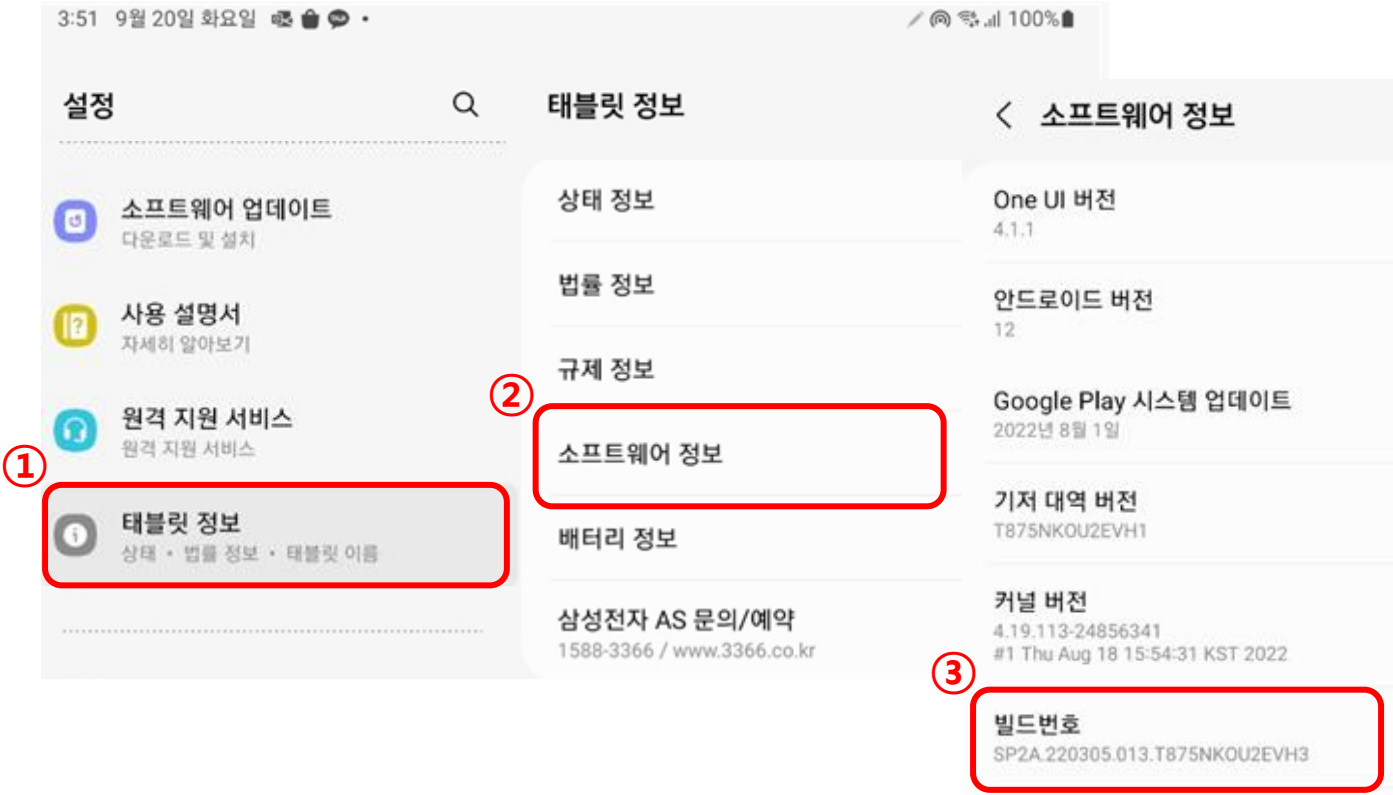 3:51 9월 20일 화요일
100%
설정
소프트웨어 업데이트
다운로드 및 설치
사용 설명서
자세히 알아보기
원격 지원 서비스
원격 지원 서비스
①
태블릿 정보
상태 • 법률 정보 • 태블릿 이름
태블릿 정보
상태 정보
법률 정보
규제 정보
②
소프트웨어 정보
배터리 정보
삼성전자 AS 문의/예약
1588-3366 / www.3366.co.kr
소프트웨어 정보
One UI 버전
4.1.1
안드로이드 버전
12
Google Play 시스템 업데이트
2022년 8월 1일
기저 대역 버전
T875NKOU2EVH1
커널 버전
4.19.113-24856341
#1 Thu Aug 18 15:54:31 KST 2022
③
빌드번호
SP2A.220305.013.T875NKOU2EVH3